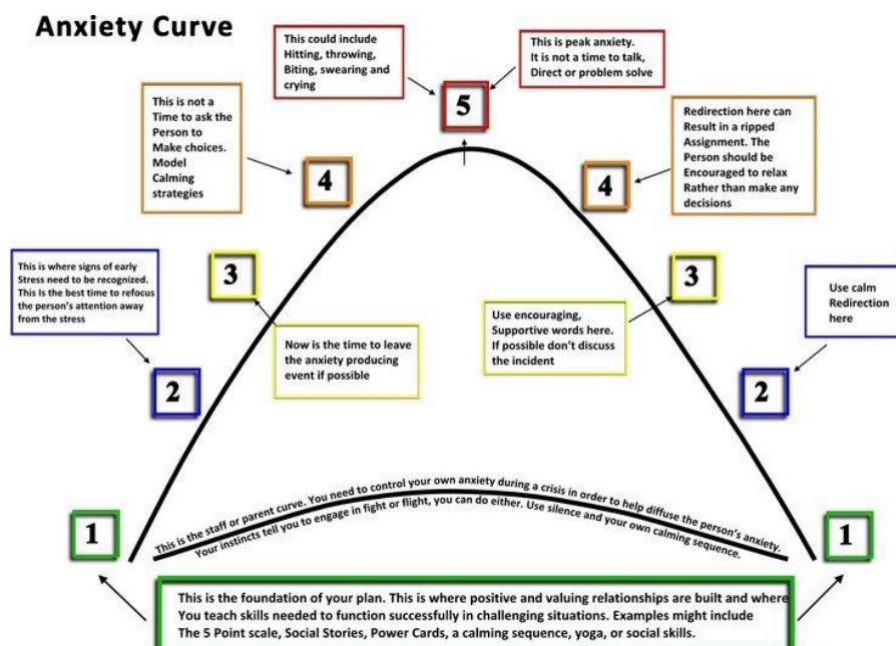 Anxiety Curve
This could include
Hitting, throwing,
Biting, swearing and
crying
This is peak anxiety.
It is not a time to talk,
Direct or problem solve
5
This is not a
Time to ask the
Person to
Make choices.
Model
Calming
strategies
4
4
Redirection here can
Result in a ripped
Assignment. The
Person should be
Encouraged to relax
Rather than make any
decisions
This is where signs of early
Stress need to be recognized.
This Is the best time to refocus
the person's attention away
from the stress
3
3
Now is the time to leave
the anxiety producing
event if possible
Use encouraging,
Supportive words here.
If possible don't discuss
the incident
Use calm
Redirection
here
2
2
1
This is the staff or parent curve. You need to control your own anxiety during a crisis in order to help diffuse the person's anxiety.
Your instincts tell you to engage in fight or flight, you can do either. Use silence and your own calming sequence.
1
This is the foundation of your plan. This is where positive and valuing relationships are built and where
You teach skills needed to function successfully in challenging situations. Examples might include
The 5 Point scale, Social Stories, Power Cards, a calming sequence, yoga, or social skills.